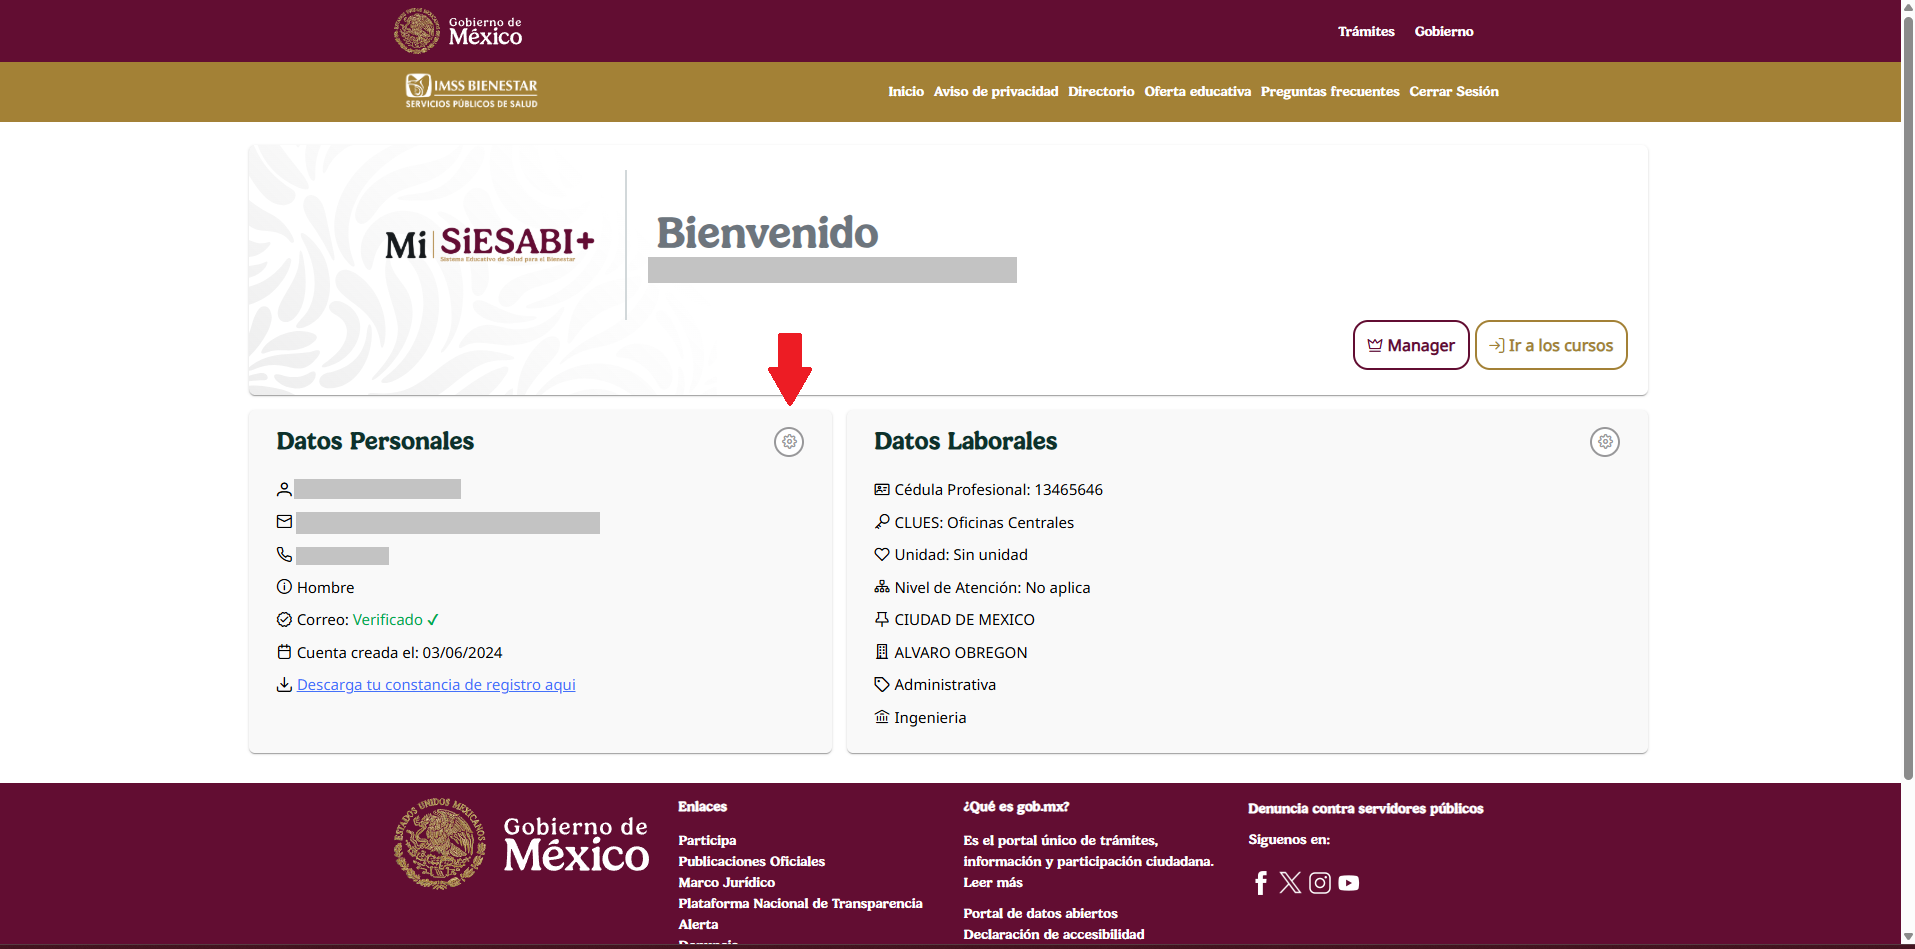 Gobierno de
México
Trámites Gobierno
IMSS BIENESTAR
SERVICIOS PÚBLICOS DE SALUD
Inicio Aviso de privacidad Directorio Oferta educativa Preguntas frecuentes Cerrar Sesión
Mi SiESABI+
Sistema Educativo de Salud para el Bienestar
Bienvenido
Manager
Ir a los cursos
Datos Personales
Hombre
Correo: Verificado ✓
Cuenta creada el: 03/06/2024
Descarga tu constancia de registro aqui
Datos Laborales
Cédula Profesional: 13465646
CLUES: Oficinas Centrales
Unidad: Sin unidad
Nivel de Atención: No aplica
CIUDAD DE MEXICO
ALVARO OBREGON
Administrativa
Ingenieria
ESTADOS UNIDOS MEXICANOS
Gobierno de
México
Enlaces
Participa
Publicaciones Oficiales
Marco Jurídico
Plataforma Nacional de Transparencia
Alerta
Denuncia
¿Qué es gob.mx?
Es el portal único de trámites,
información y participación ciudadana.
Leer más
Portal de datos abiertos
Declaración de accesibilidad
Denuncia contra servidores públicos
Síguenos en: